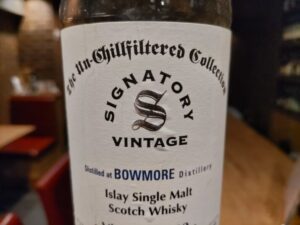 The Un-Chillfiltered Collection
SIGNATORY
S
VINTAGE
Distilled at BOWMORE Distillery
Islay Single Malt
Scotch Whisky